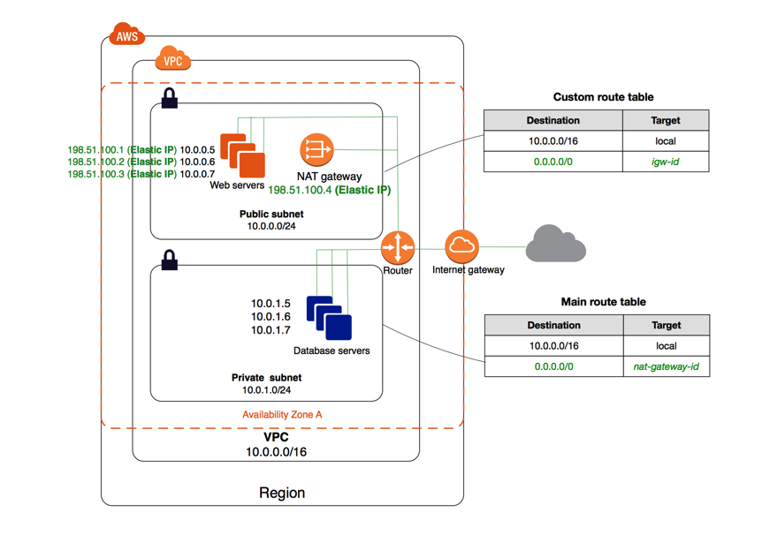 AWS
VPC
198.51.100.1 (Elastic IP) 10.0.0.5
198.51.100.2 (Elastic IP) 10.0.0.6
198.51.100.3 (Elastic IP) 10.0.0.7
Web servers
NAT gateway
198.51.100.4 (Elastic IP)
Public subnet
10.0.0.0/24
Custom route table
Destination Target
10.0.0.0/16 local
0.0.0.0/0 igw-id
Router
Internet gateway
10.0.1.5
10.0.1.6
10.0.1.7
Database servers
Private subnet
10.0.1.0/24
Main route table
Destination Target
10.0.0.0/16 local
0.0.0.0/0 nat-gateway-id
Availability Zone A
VPC
10.0.0.0/16
Region